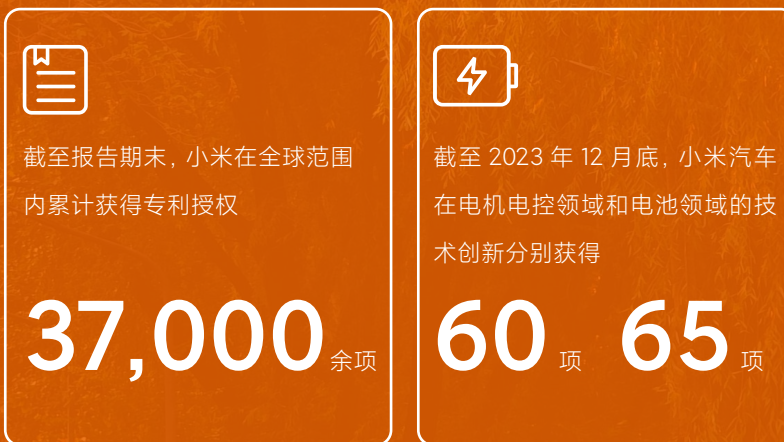 截至报告期末，小米在全球范围
内累计获得专利授权
37,000 余项
截至 2023 年 12 月底，小米汽车
在电机电控领域和电池领域的技
术创新分别获得
60 项 65 项